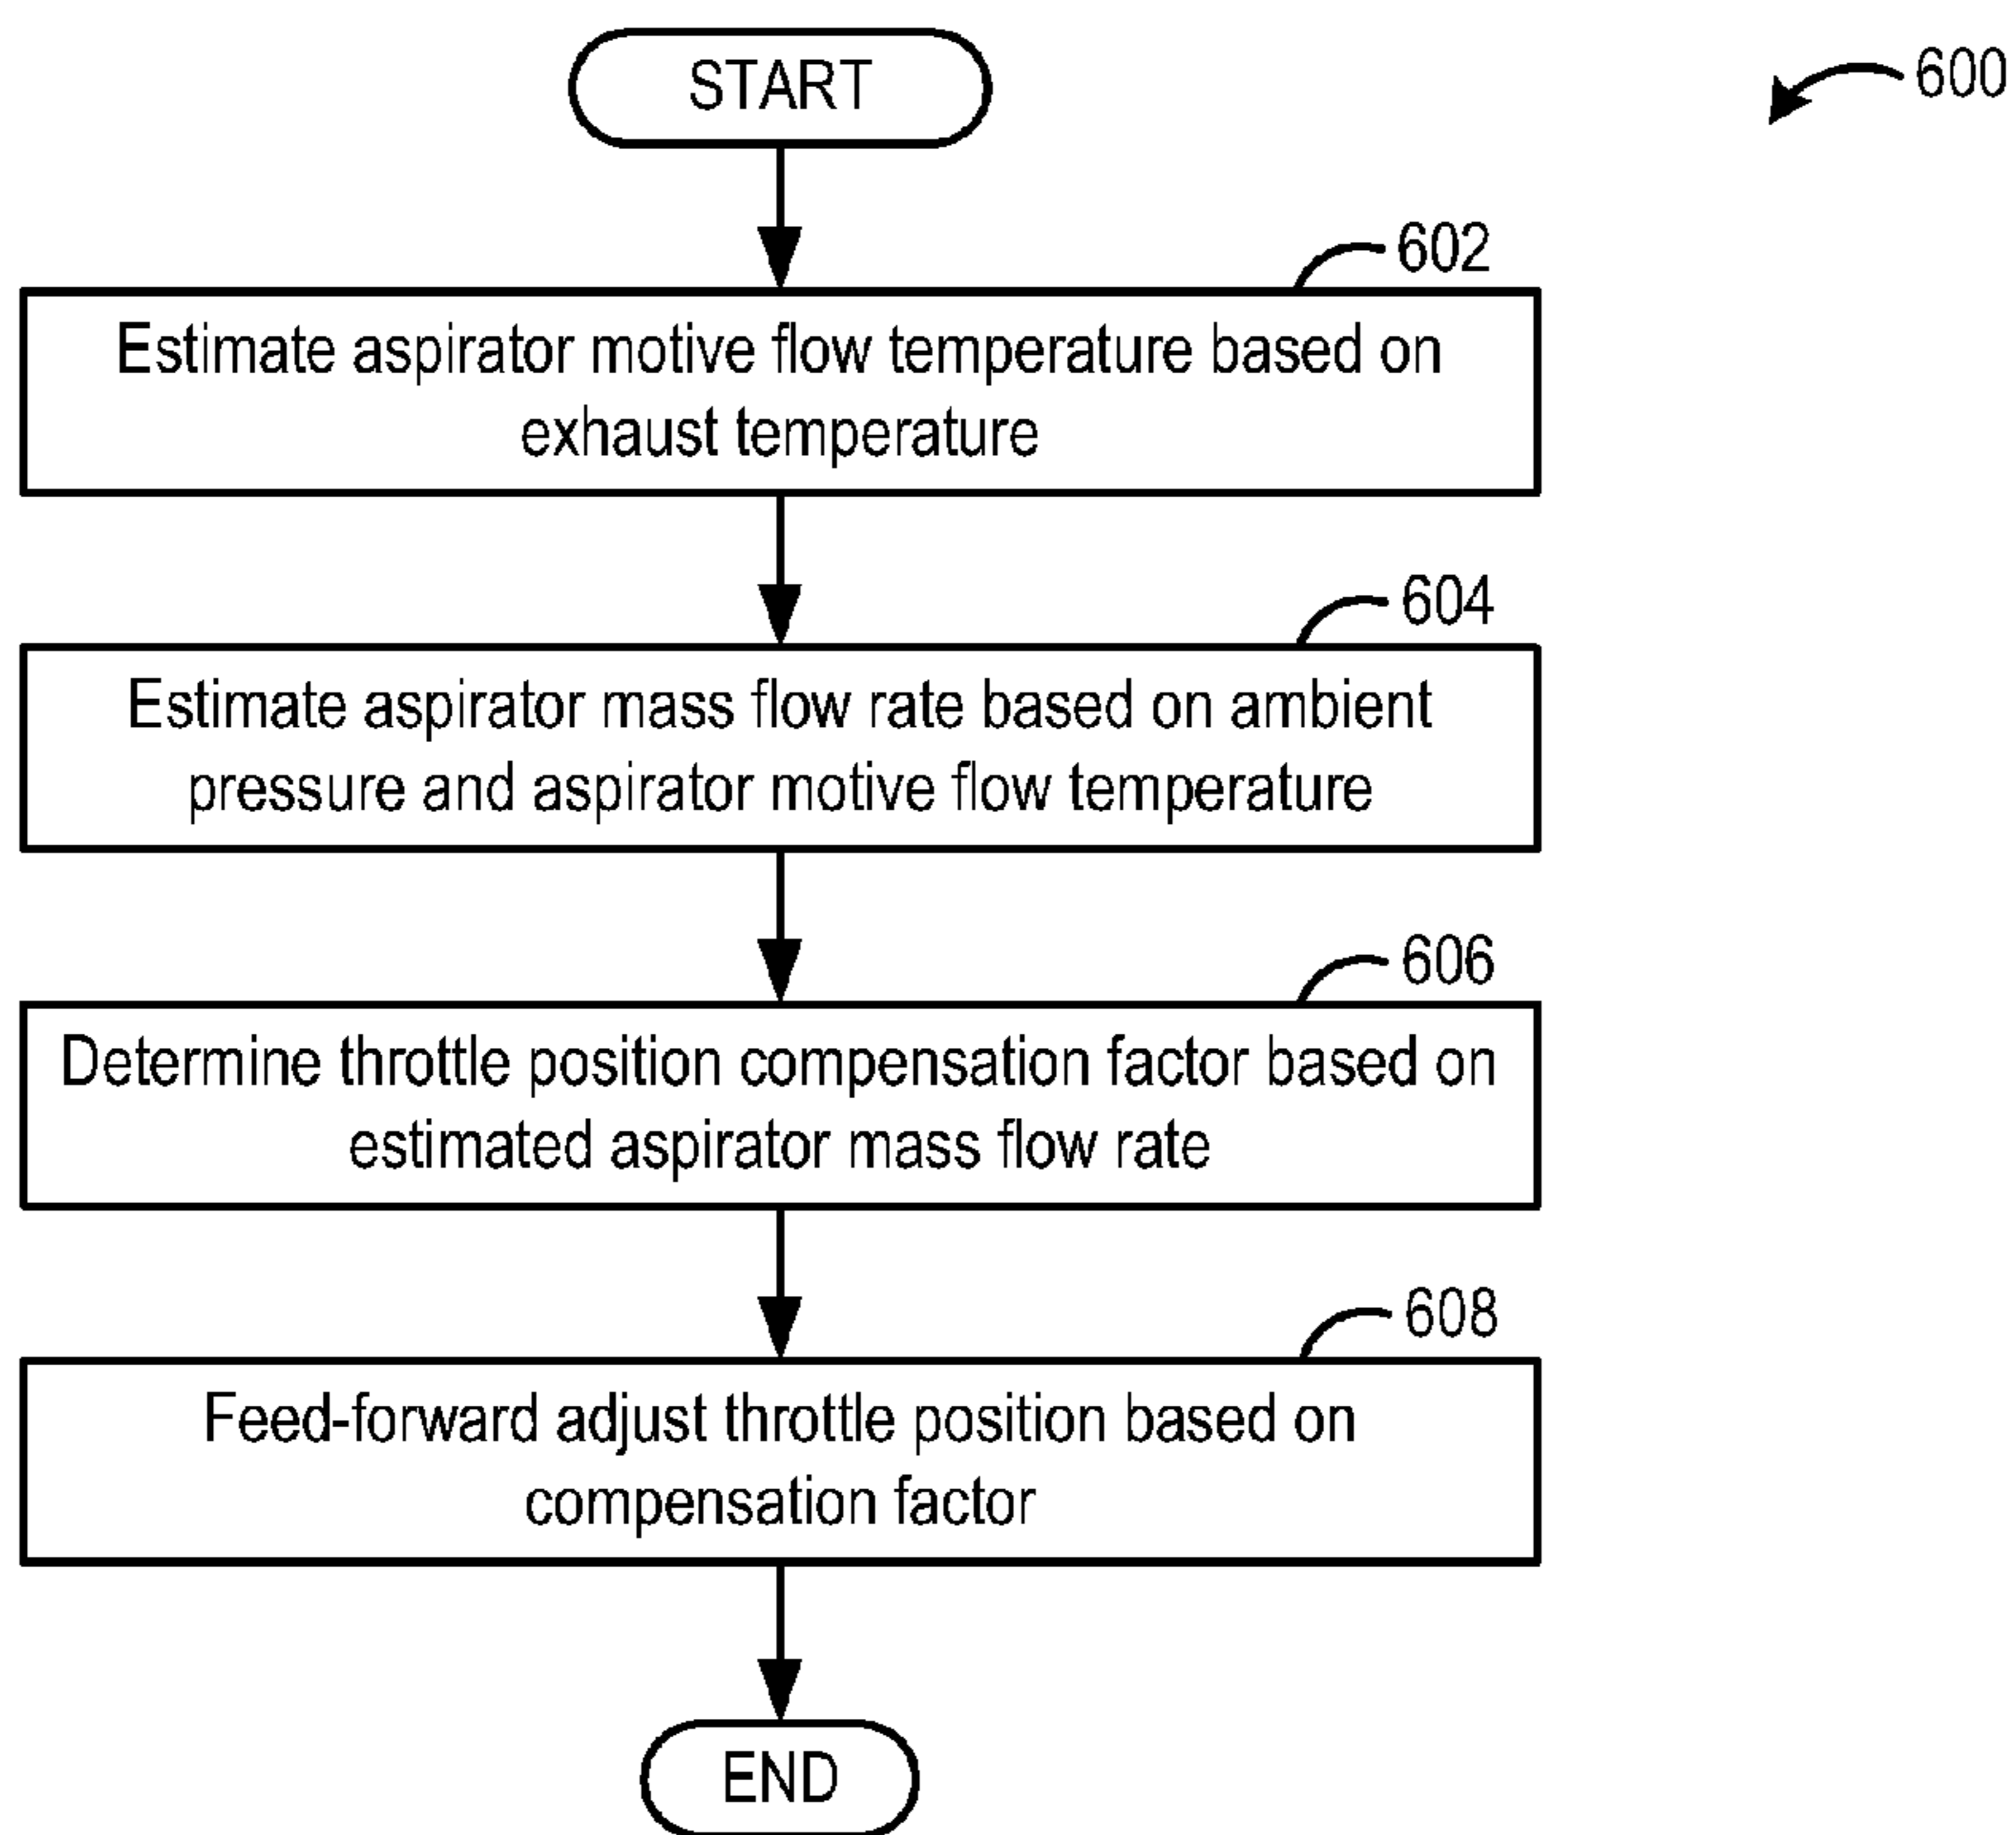 START
600
602
Estimate aspirator motive flow temperature based on
exhaust temperature
604
Estimate aspirator mass flow rate based on ambient
pressure and aspirator motive flow temperature
606
Determine throttle position compensation factor based on
estimated aspirator mass flow rate
608
Feed-forward adjust throttle position based on
compensation factor
END